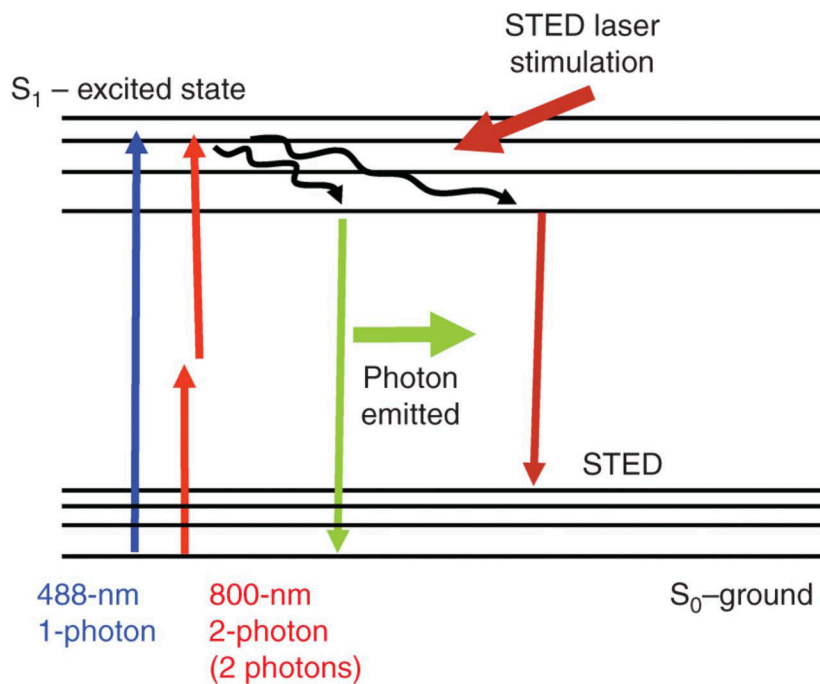 STED laser
stimulation
S₁ – excited state
Photon
emitted
STED
488-nm
1-photon
800-nm
2-photon
(2 photons)
S₀–ground